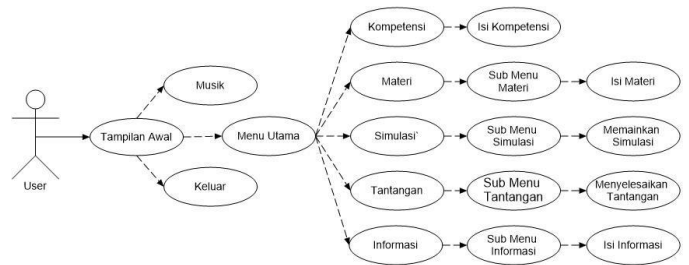 Kompetensi
Isi Kompetensi
Musik
Materi
Sub Menu
Materi
Isi Materi
User
Tampilan Awal
Menu Utama
Simulasi`
Sub Menu
Simulasi
Memainkan
Simulasi
Keluar
Tantangan
Sub Menu
Tantangan
Menyelesaikan
Tantangan
Informasi
Sub Menu
Informasi
Isi Informasi